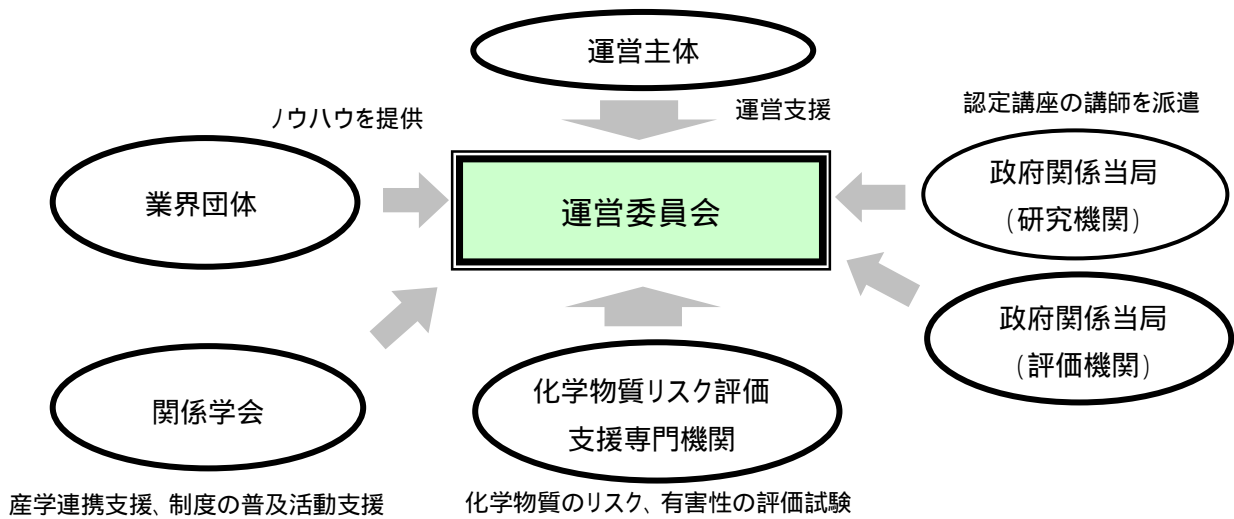 運営主体
運営支援
ノウハウを提供
認定講座の講師を派遣
業界団体
運営委員会
政府関係当局
(研究機関)
政府関係当局
(評価機関)
関係学会
化学物質リスク評価
支援専門機関
産学連携支援、制度の普及活動支援
化学物質のリスク、有害性の評価試験